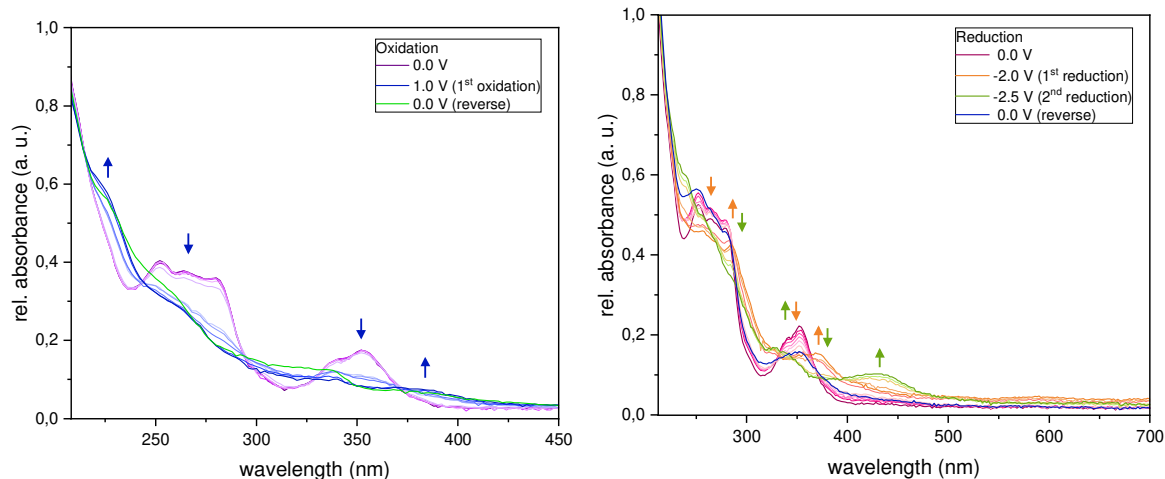 Oxidation
0.0 V
1.0 V (1st oxidation)
0.0 V (reverse)
rel. absorbance (a. u.)
1,0
0,8
0,6
0,4
0,2
0,0
250 300 350 400 450
wavelength (nm)
Reduction
0.0 V
-2.0 V (1st reduction)
-2.5 V (2nd reduction)
0.0 V (reverse)
rel. absorbance (a. u.)
1,0
0,8
0,6
0,4
0,2
0,0
300 400 500 600 700
wavelength (nm)